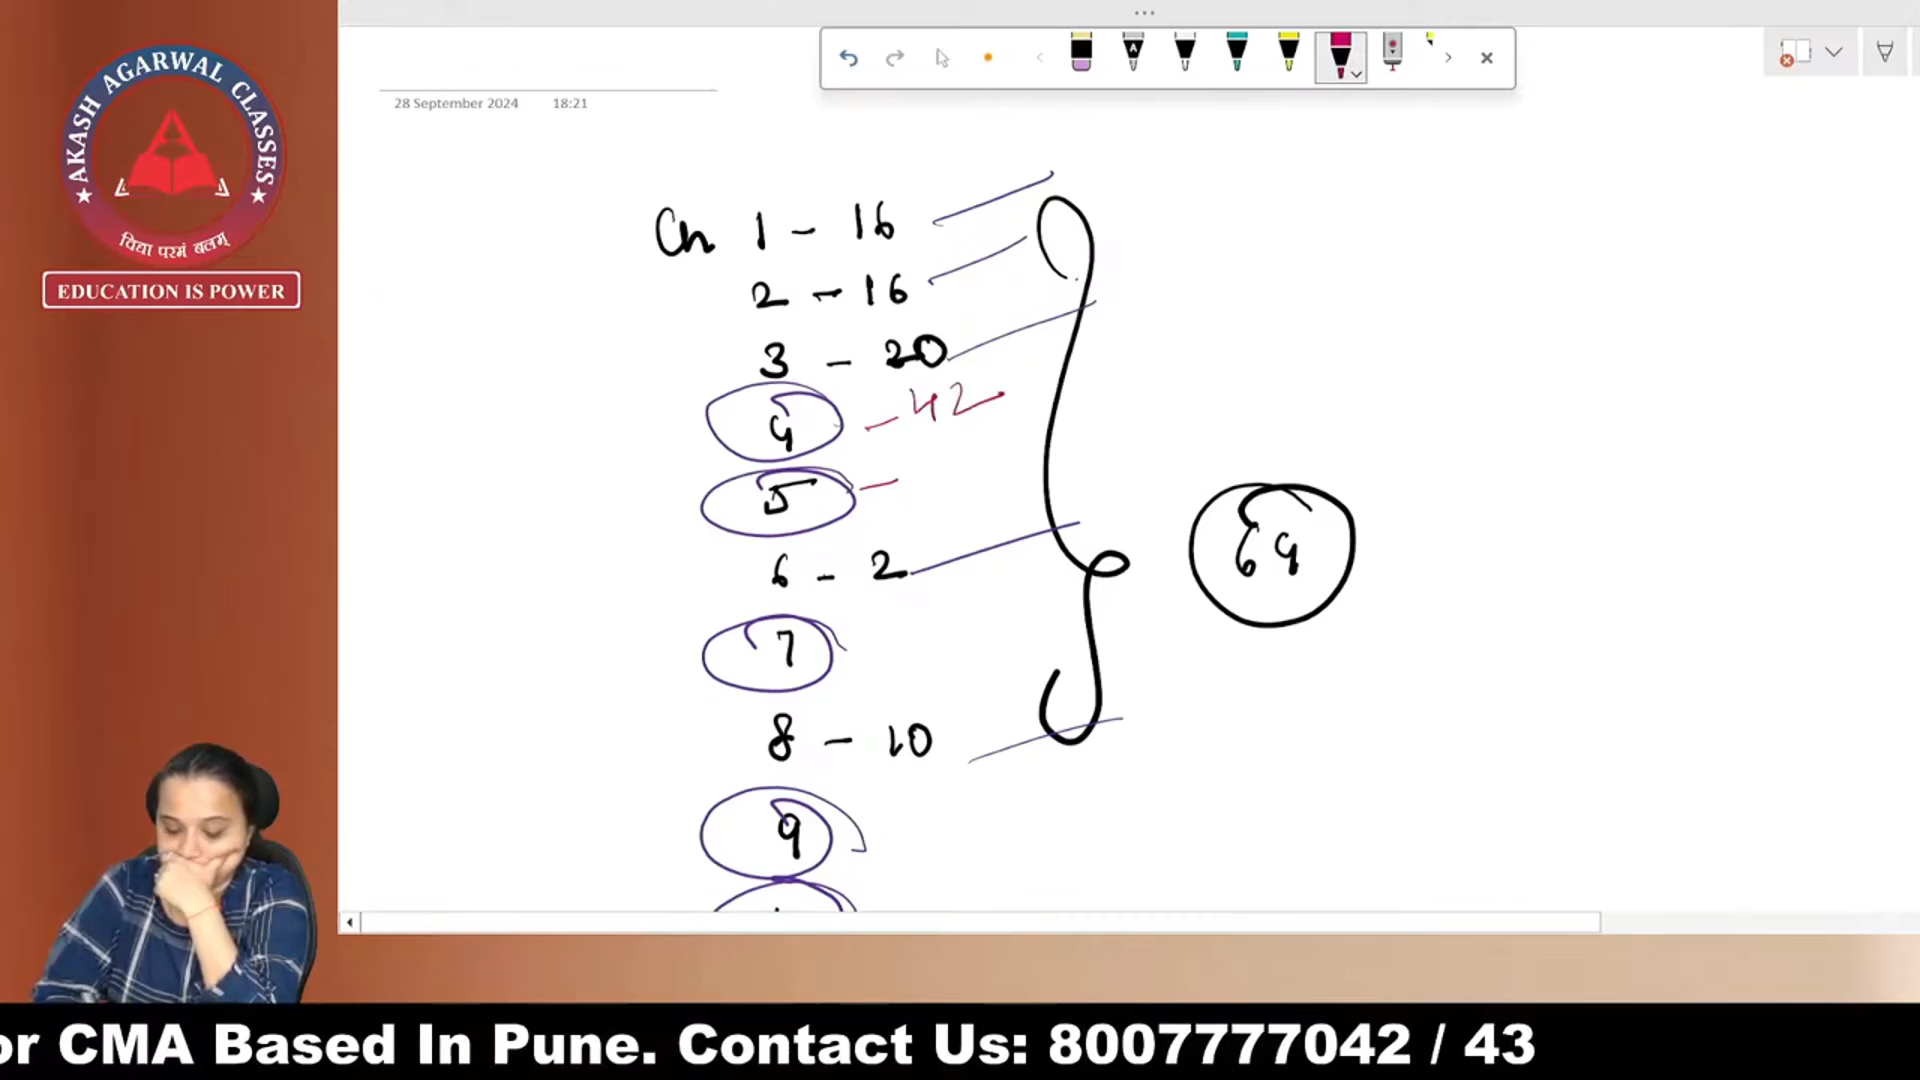 AKASH AGARWAL CLASSES
विद्या परमं बलम्
EDUCATION IS POWER
28 September 2024 18:21
Ch 1 - 16
2 - 16
3 - 20
4 - 42
5 -
6 - 2
7
8 - 10
9
64
or CMA Based In Pune. Contact Us: 8007777042 / 43